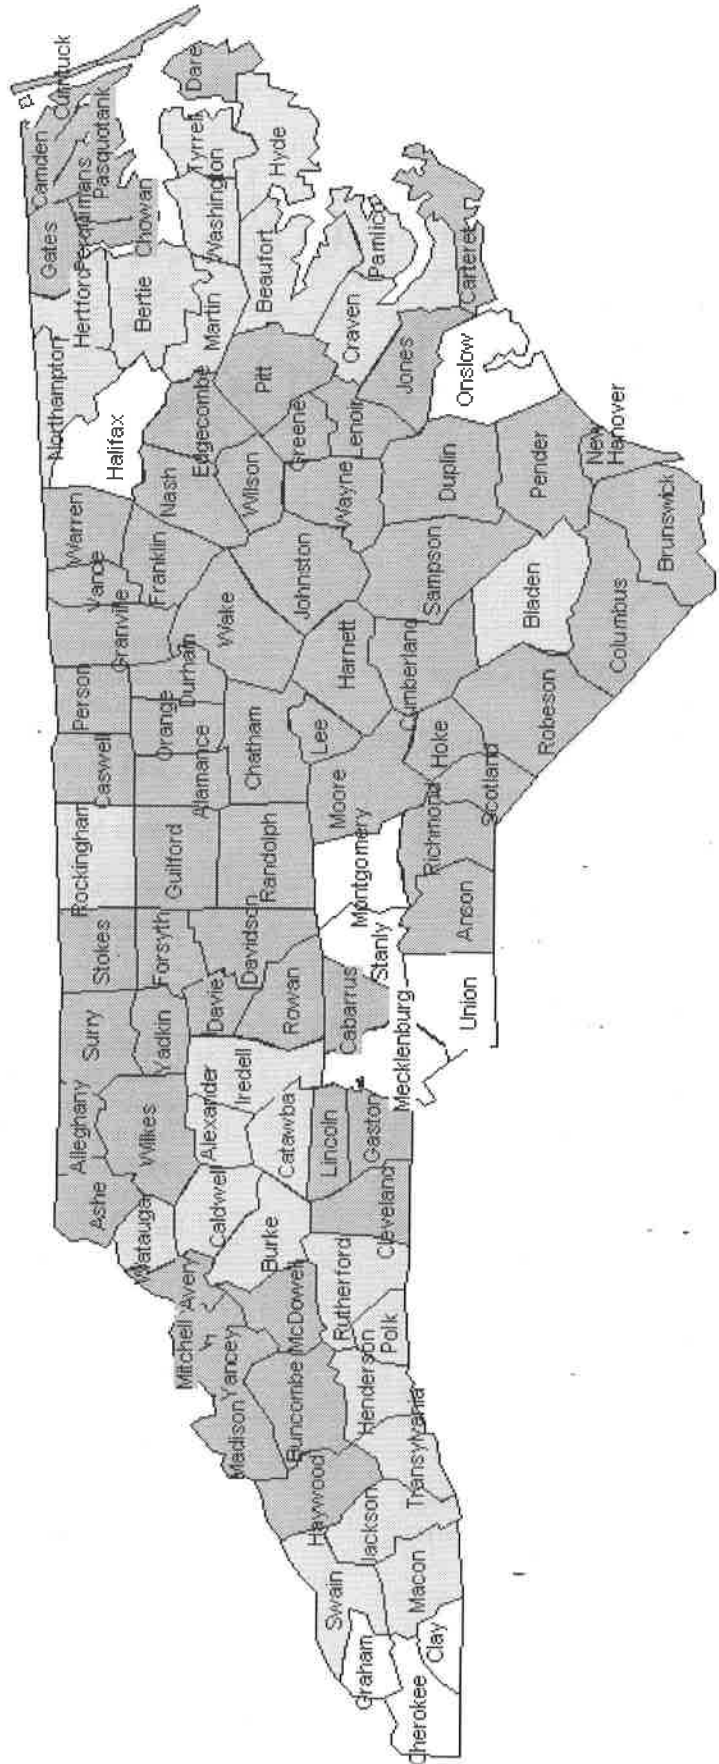 Cherokee
Graham
Clay
Swain
Macon
Jackson
Haywood
Transylvania
Madison
Buncombe
Henderson
Yancey
Mitchell
McDowell
Polk
Rutherford
Avery
Burke
Cleveland
Watauga
Caldwell
Ashe
Alleghany
Wilkes
Alexander
Catawba
Lincoln
Gaston
Iredell
Surry
Yadkin
Davie
Rowan
Cabarrus
Mecklenburg
Union
Stokes
Forsyth
Davidson
Stanly
Anson
Rockingham
Guilford
Randolph
Montgomery
Richmond
Scotland
Caswell
Alamance
Chatham
Moore
Lee
Hoke
Person
Orange
Durham
Granville
Wake
Harnett
Cumberland
Robeson
Vance
Warren
Franklin
Johnston
Sampson
Bladen
Columbus
Brunswick
Northampton
Halifax
Nash
Edgecombe
Wilson
Wayne
Greene
Lenoir
Duplin
Pender
New
Hanover
Hertford
Bertie
Martin
Pitt
Craven
Jones
Onslow
Gates
Camden
Currituck
Perquimans
Pasquotank
Chowan
Washington
Tyrrell
Dare
Hyde
Beaufort
Pamlico
Carteret